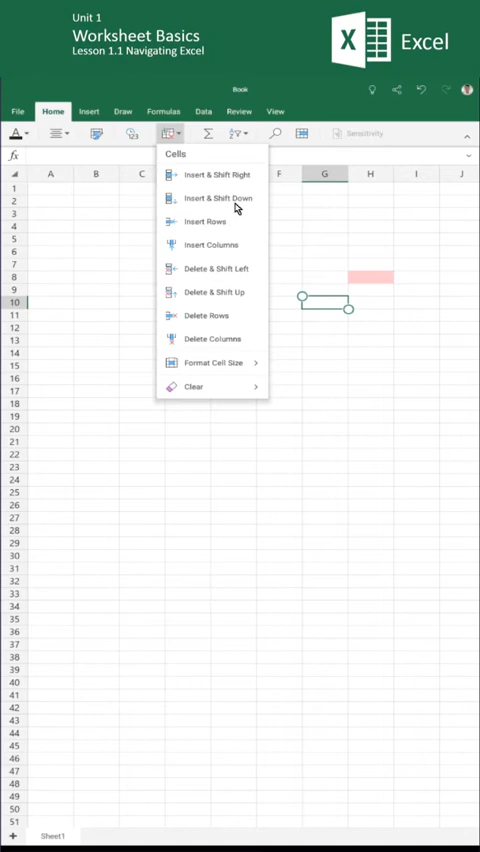 Unit 1
Worksheet Basics
Lesson 1.1 Navigating Excel
X Excel
Book
File Home Insert Draw Formulas Data Review View
A 123 Σ A Z Sensitivity
fx
Cells
A B C F G H I J
Insert & Shift Right
Insert & Shift Down
Insert Rows
Insert Columns
Delete & Shift Left
Delete & Shift Up
Delete Rows
Delete Columns
Format Cell Size
Clear
1
2
3
4
5
6
7
8
9
10
11
12
13
14
15
16
17
18
19
20
21
22
23
24
25
26
27
28
29
30
31
32
33
34
35
36
37
38
39
40
41
42
43
44
45
46
47
48
49
50
51
+ Sheet1